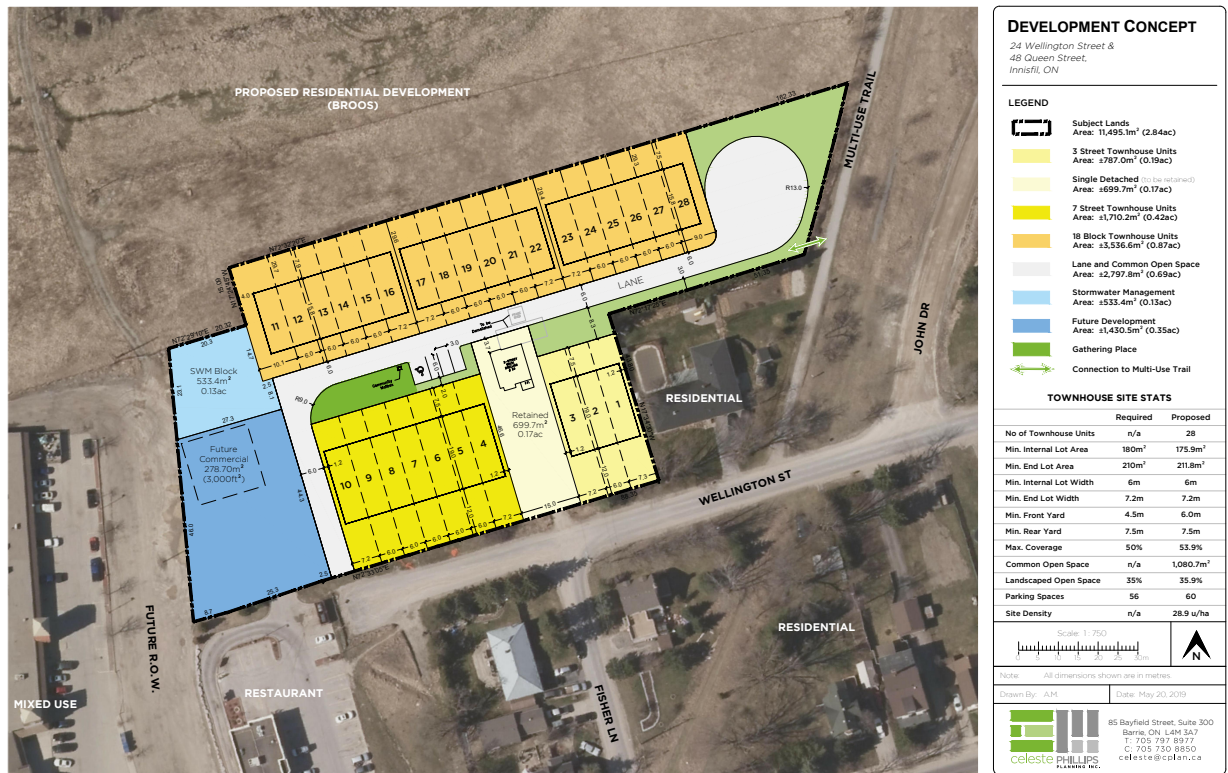 PROPOSED RESIDENTIAL DEVELOPMENT
(BROOS)
MULTI-USE TRAIL
162.33
R13.0
LANE
JOHN DR
RESIDENTIAL
WELLINGTON ST
SWM Block
533.4m²
0.13ac
Future
Commercial
278.70m²
(3,000ft²)
Retained
699.7m²
0.17ac
11 12 13 14 15 16
17 18 19 20 21 22
23 24 25 26 27 28
10 9 8 7 6 5 4
3 2 1
FUTURE R.O.W.
MIXED USE
RESTAURANT
FISHER LN
RESIDENTIAL
DEVELOPMENT CONCEPT
24 Wellington Street &
48 Queen Street,
Innisfil, ON
LEGEND
Subject Lands
Area: 11,495.1m² (2.84ac)
3 Street Townhouse Units
Area: ±787.0m² (0.19ac)
Single Detached (to be retained)
Area: ±699.7m² (0.17ac)
7 Street Townhouse Units
Area: ±1,710.2m² (0.42ac)
18 Block Townhouse Units
Area: ±3,536.6m² (0.87ac)
Lane and Common Open Space
Area: ±2,797.8m² (0.69ac)
Stormwater Management
Area: ±533.4m² (0.13ac)
Future Development
Area: ±1,430.5m² (0.35ac)
Gathering Place
Connection to Multi-Use Trail
TOWNHOUSE SITE STATS
Required Proposed
No of Townhouse Units n/a 28
Min. Internal Lot Area 180m² 175.9m²
Min. End Lot Area 210m² 211.8m²
Min. Internal Lot Width 6m 6m
Min. End Lot Width 7.2m 7.2m
Min. Front Yard 4.5m 6.0m
Min. Rear Yard 7.5m 7.5m
Max. Coverage 50% 53.9%
Common Open Space n/a 1,080.7m²
Landscaped Open Space 35% 35.9%
Parking Spaces 56 60
Site Density n/a 28.9 u/ha
Scale: 1 : 750
0 5 10 15 20 25 30m
N
Note: All dimensions shown are in metres
Drawn By: A.M. Date: May 20, 2019
celeste PHILLIPS
PLANNING INC.
85 Bayfield Street, Suite 300
Barrie, ON L4M 3A7
T: 705 797 8977
C: 705 730 8850
celeste@cplan.ca